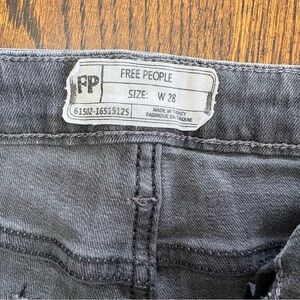 FP
FREE PEOPLE
SIZE: W 28
61502-16515125
MADE IN TURKEY
FABRIQUE EN TURQUIE